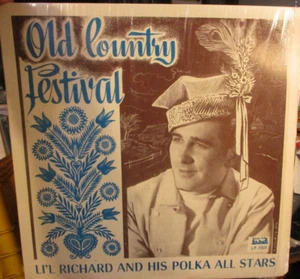 Old Country
Festival
LI'L RICHARD AND HIS POLKA ALL STARS